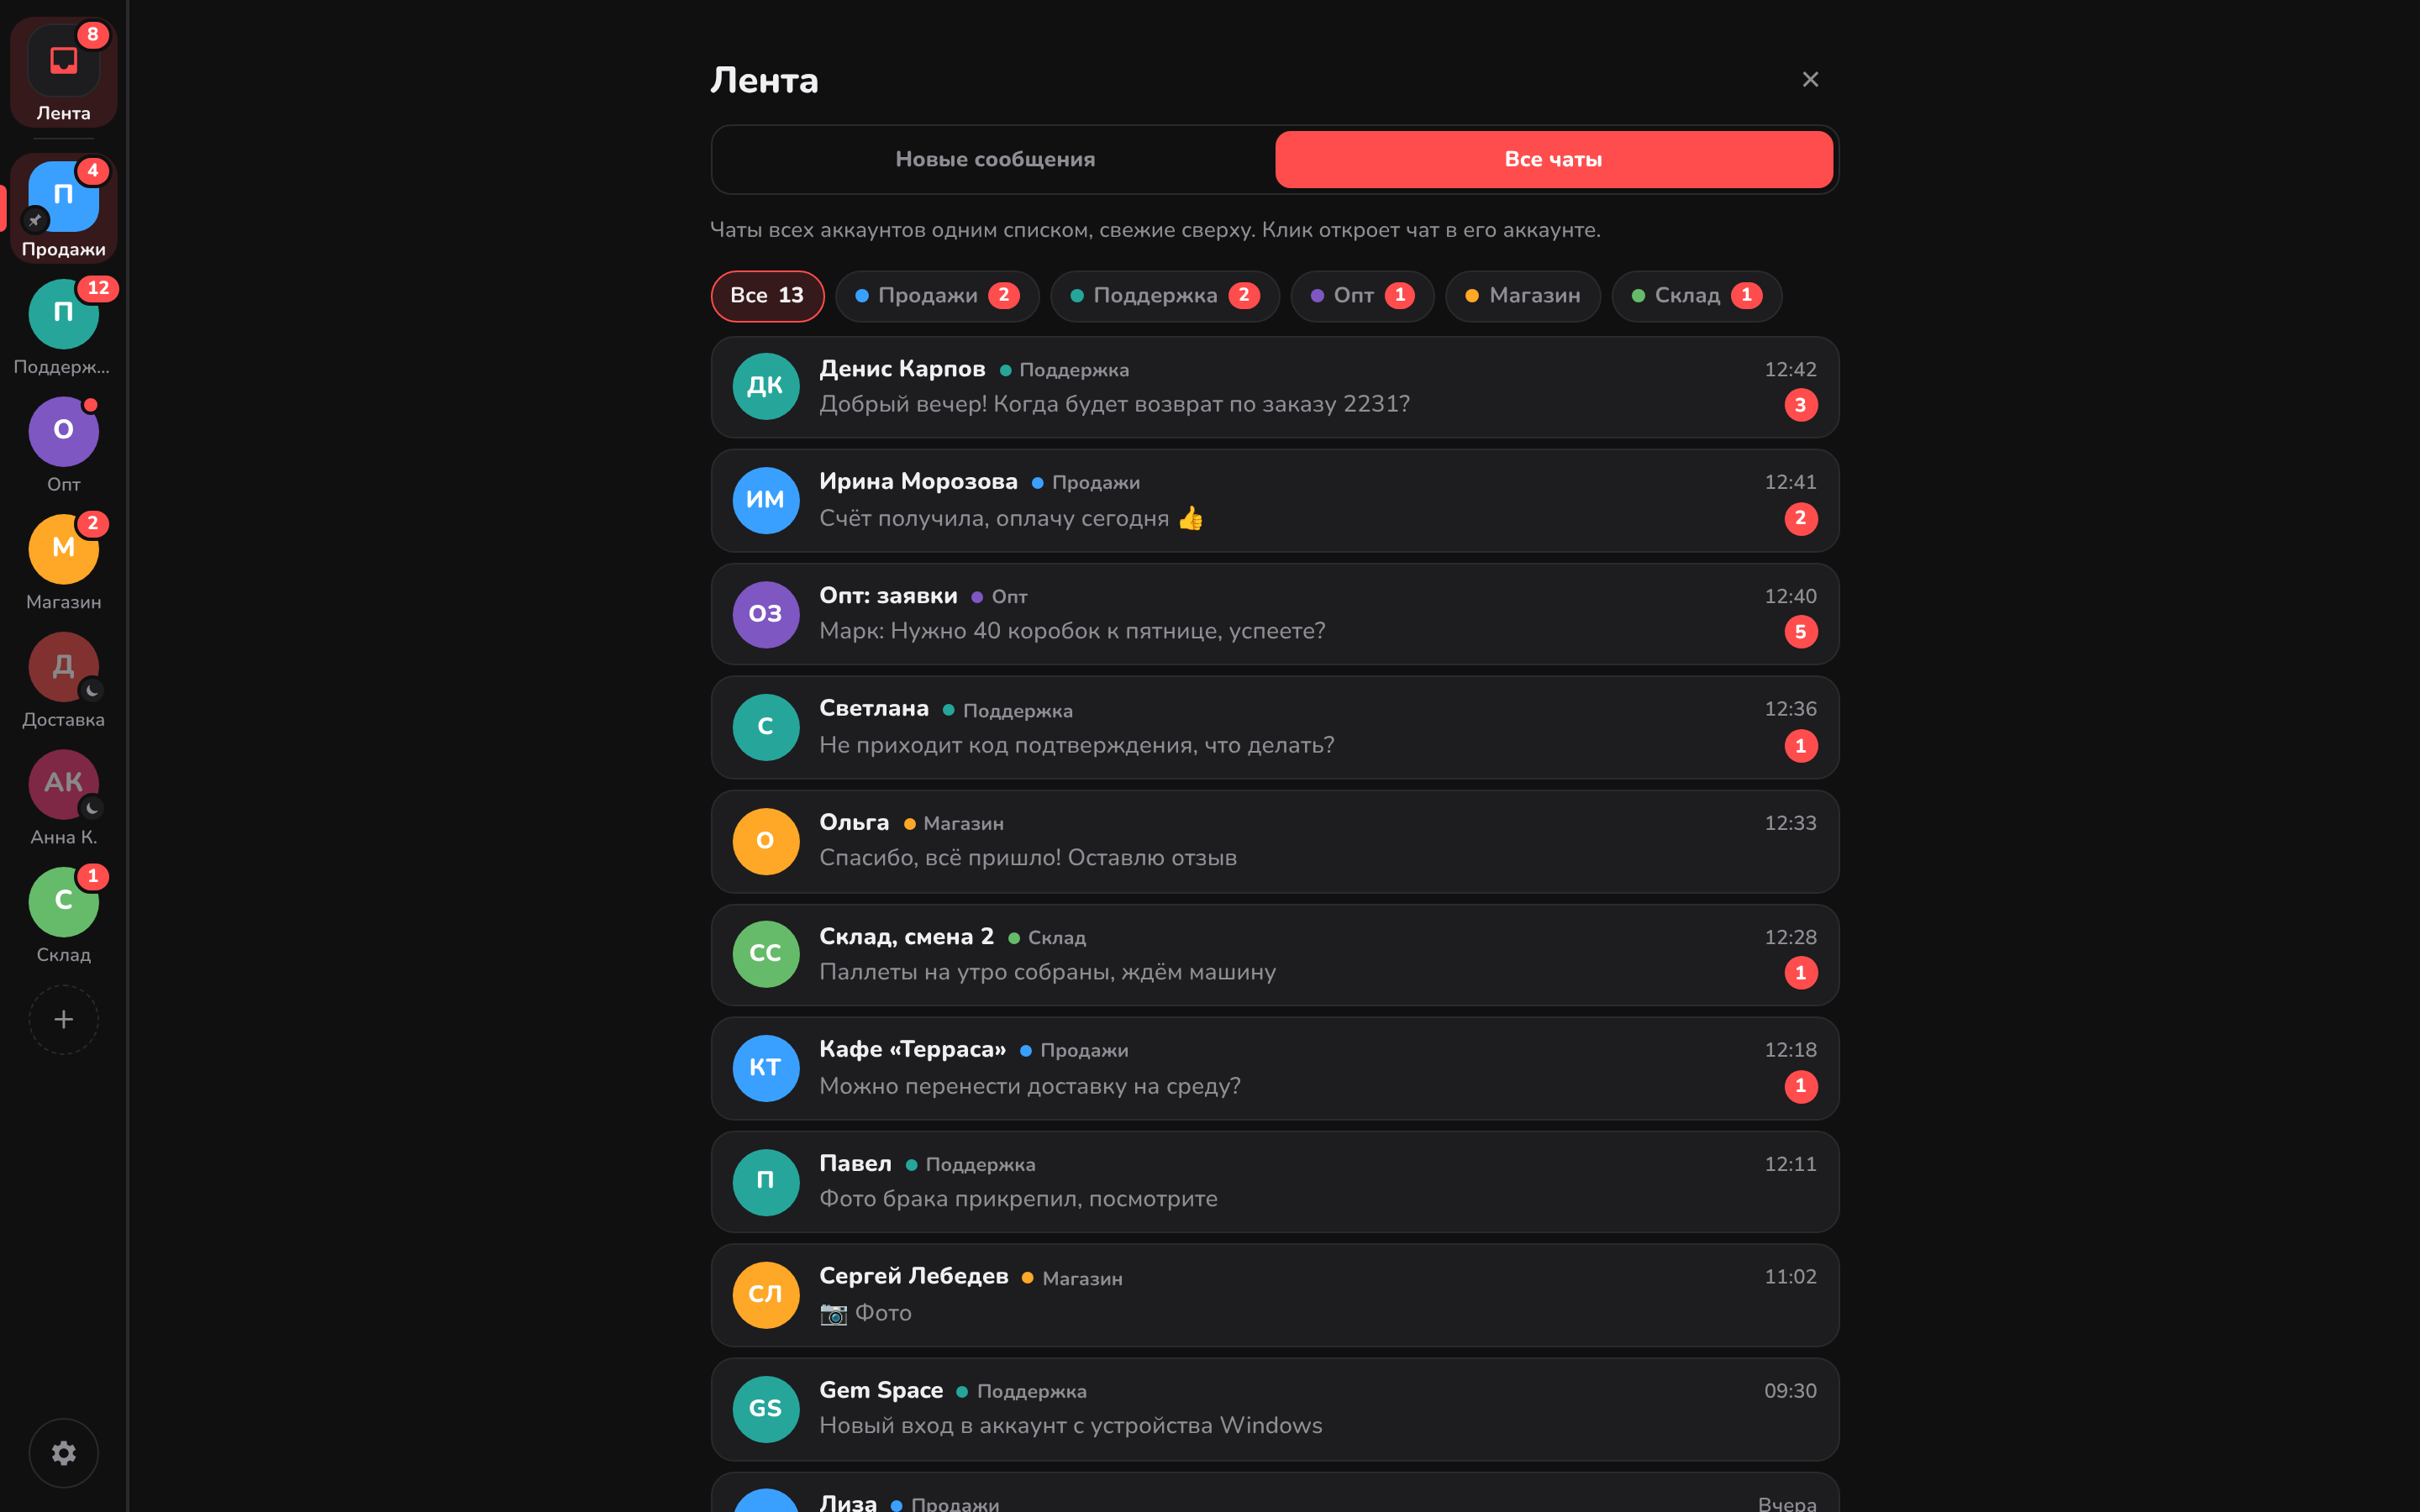 8
Лента
4
П
Продажи
12
П
Поддерж...
О
Опт
2
М
Магазин
Д
Доставка
АК
Анна К.
1
С
Склад
Лента
Новые сообщения
Все чаты
Чаты всех аккаунтов одним списком, свежие сверху. Клик откроет чат в его аккаунте.
Все 13
Продажи 2
Поддержка 2
Опт 1
Магазин
Склад 1
ДК
Денис Карпов Поддержка 12:42
Добрый вечер! Когда будет возврат по заказу 2231? 3
ИМ
Ирина Морозова Продажи 12:41
Счёт получила, оплачу сегодня 👍 2
ОЗ
Опт: заявки Опт 12:40
Марк: Нужно 40 коробок к пятнице, успеете? 5
С
Светлана Поддержка 12:36
Не приходит код подтверждения, что делать? 1
О
Ольга Магазин 12:33
Спасибо, всё пришло! Оставлю отзыв
СС
Склад, смена 2 Склад 12:28
Паллеты на утро собраны, ждём машину 1
КТ
Кафе «Терраса» Продажи 12:18
Можно перенести доставку на среду? 1
П
Павел Поддержка 12:11
Фото брака прикрепил, посмотрите
СЛ
Сергей Лебедев Магазин 11:02
📷 Фото
GS
Gem Space Поддержка 09:30
Новый вход в аккаунт с устройства Windows
Лиза Продажи Вчера